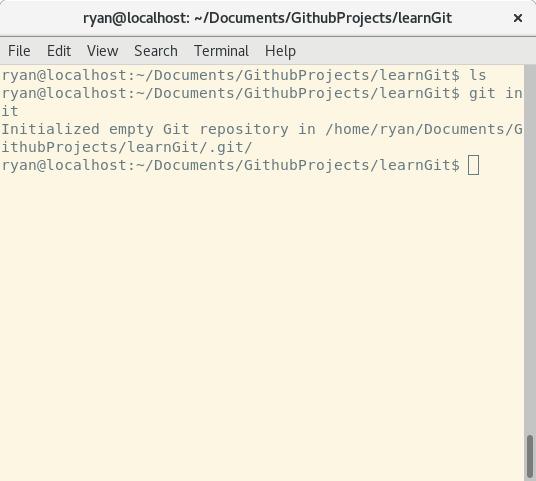 ryan@localhost: ~/Documents/GithubProjects/learnGit ×
File Edit View Search Terminal Help
ryan@localhost:~/Documents/GithubProjects/learnGit$ ls
ryan@localhost:~/Documents/GithubProjects/learnGit$ git in
it
Initialized empty Git repository in /home/ryan/Documents/G
ithubProjects/learnGit/.git/
ryan@localhost:~/Documents/GithubProjects/learnGit$